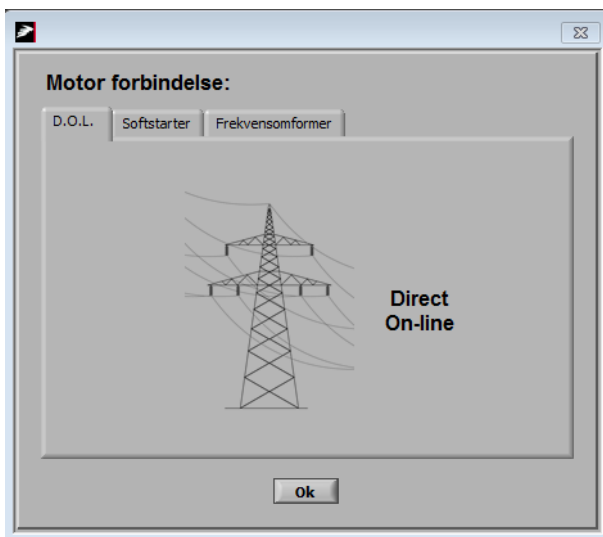 Motor forbindelse:
D.O.L.
Softstarter
Frekvensomformer
Direct
On-line
Ok